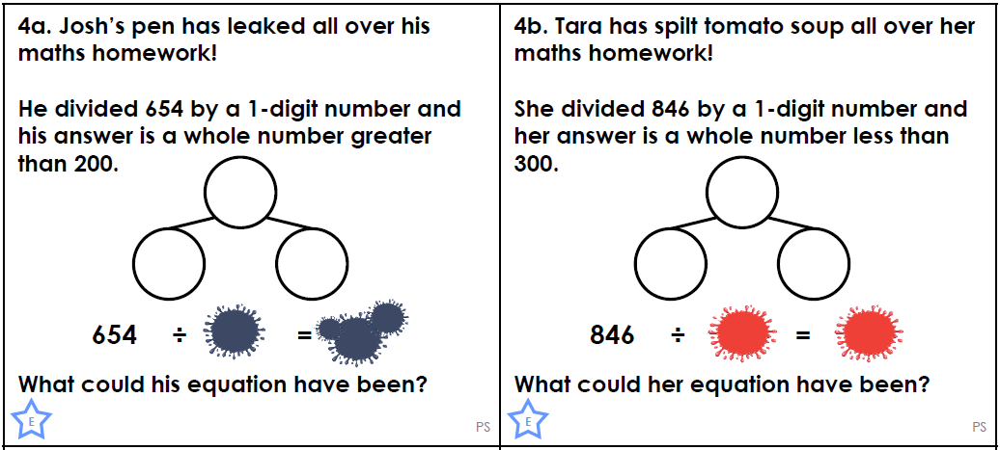 4a. Josh's pen has leaked all over his
maths homework!
He divided 654 by a 1-digit number and
his answer is a whole number greater
than 200.
654 ÷ =
What could his equation have been?
E
PS
4b. Tara has spilt tomato soup all over her
maths homework!
She divided 846 by a 1-digit number and
her answer is a whole number less than
300.
846 ÷ =
What could her equation have been?
E
PS